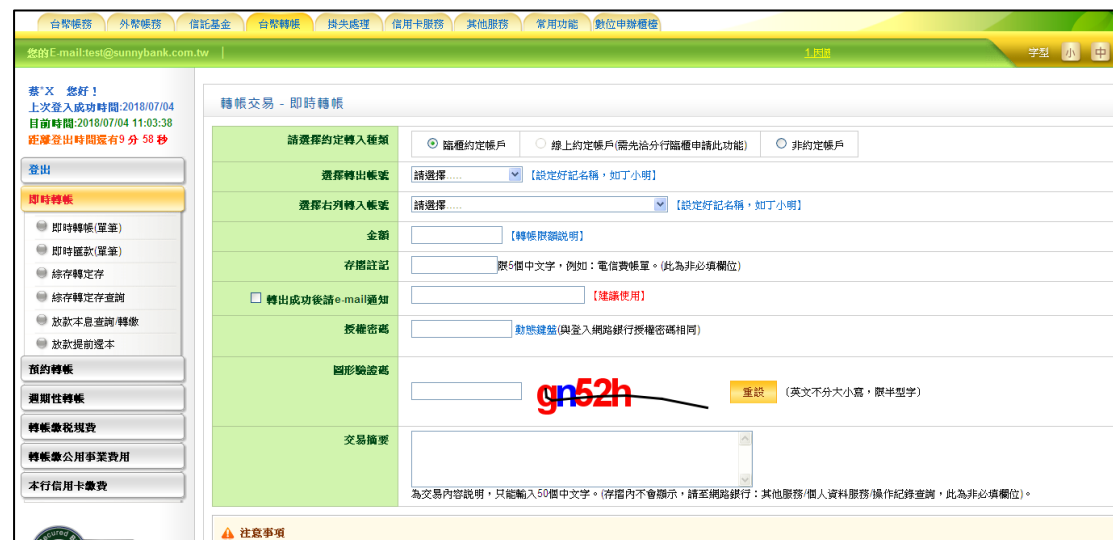 台幣帳務 外幣帳務 信託基金 台幣轉帳 掛失處理 信用卡服務 其他服務 常用功能 數位申辦櫃檯
您的E-mail:test@sunnybank.com.tw | 1.回饋 字型 小 中
蔡*X 您好！
上次登入成功時間:2018/07/04
目前時間:2018/07/04 11:03:38
距離登出時間還有9 分 58 秒
登出
即時轉帳
即時轉帳(單筆)
即時匯款(單筆)
綜存轉定存
綜存轉定存查詢
放款本息查詢/轉繳
放款提前還本
預約轉帳
週期性轉帳
轉帳繳稅規費
轉帳繳公用事業費用
本行信用卡繳費
Secured
轉帳交易 - 即時轉帳
請選擇約定轉入種類 臨櫃約定帳戶 線上約定帳戶(需先洽分行臨櫃申請此功能) 非約定帳戶
選擇轉出帳號 請選擇..... 【設定好記名稱，如丁小明】
選擇右列轉入帳號 請選擇..... 【設定好記名稱，如丁小明】
金額 【轉帳限額說明】
存摺註記 限5個中文字，例如：電信費帳單。(此為非必填欄位)
轉出成功後請e-mail通知 【建議使用】
授權密碼 動態鍵盤(與登入網路銀行授權密碼相同)
圖形驗證碼 gn52h 重設 〔英文不分大小寫，限半型字〕
交易摘要
為交易內容說明，只能輸入50個中文字。(存摺內不會顯示，請至網路銀行：其他服務/個人資料服務/操作紀錄查詢，此為非必填欄位)。
注意事項